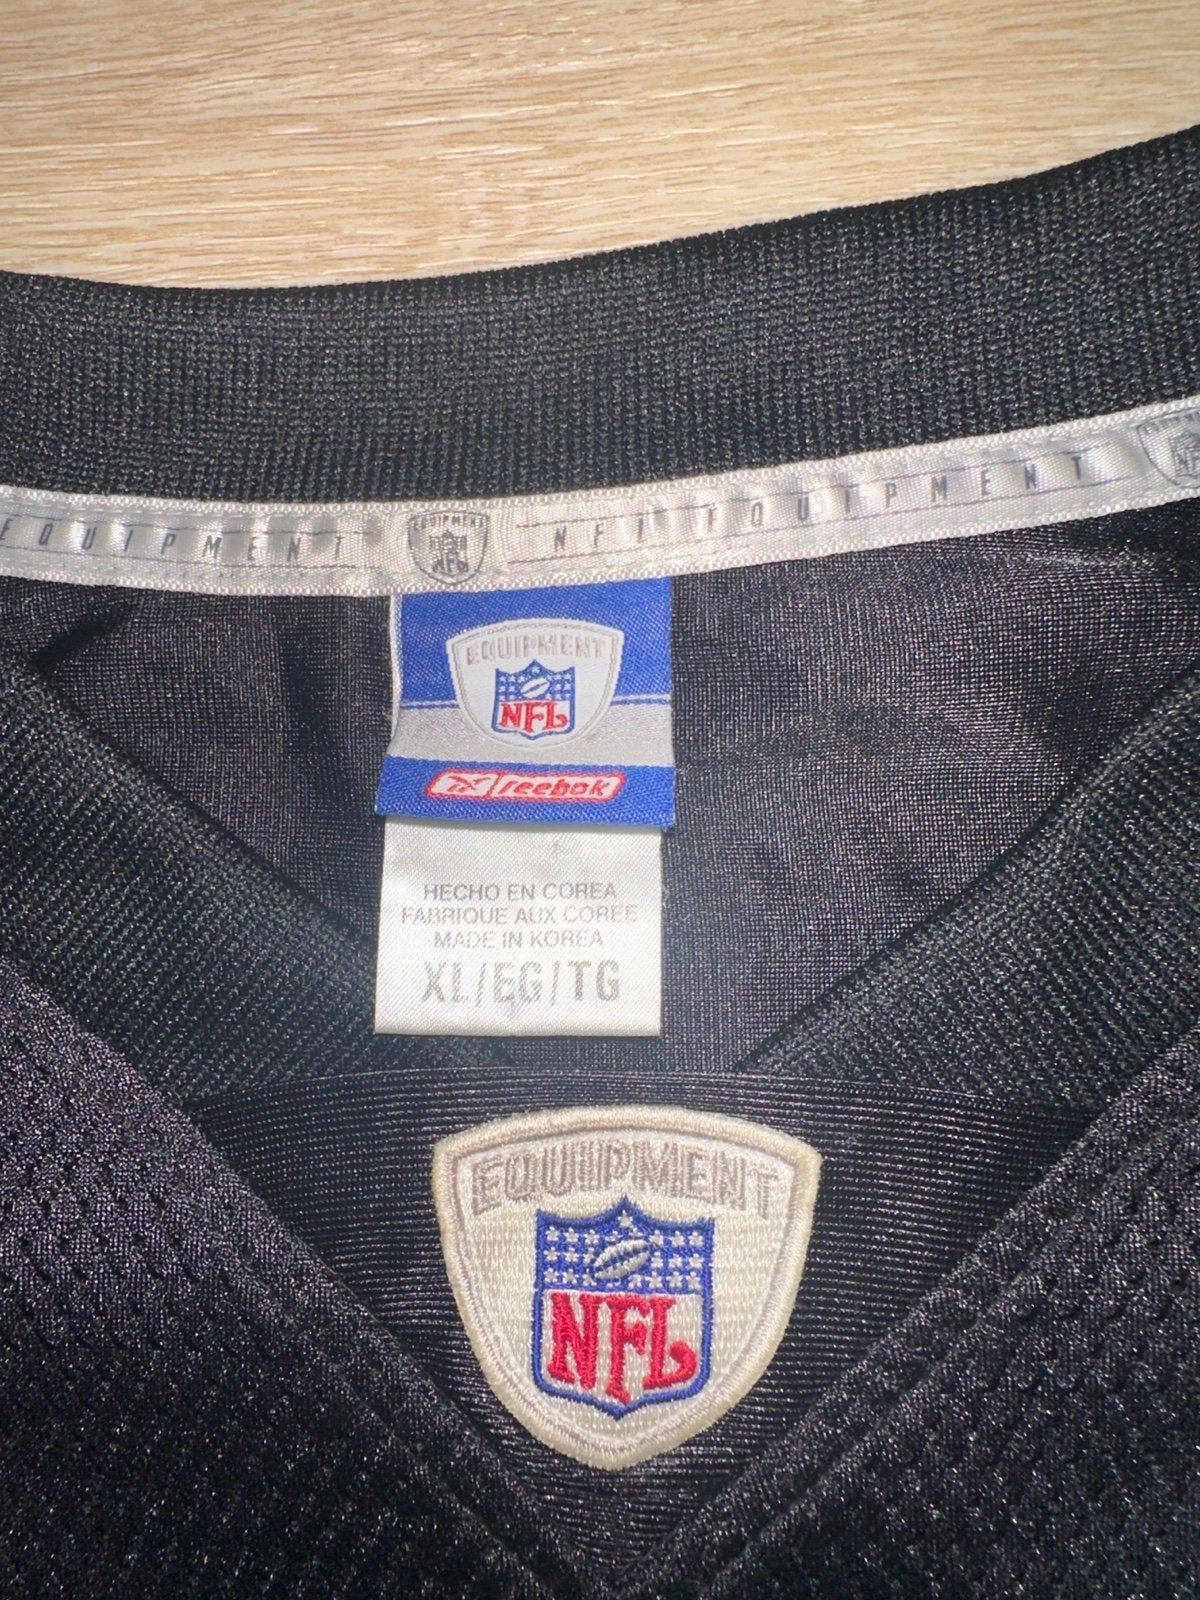 EQUIPMENT
EQUIPMENT
NFL
NFL EQUIPMENT
EQUIPMENT
NFL
reebok
HECHO EN COREA
FABRIQUE AUX COREE
MADE IN KOREA
XL/EG/TG
EQUIPMENT
NFL